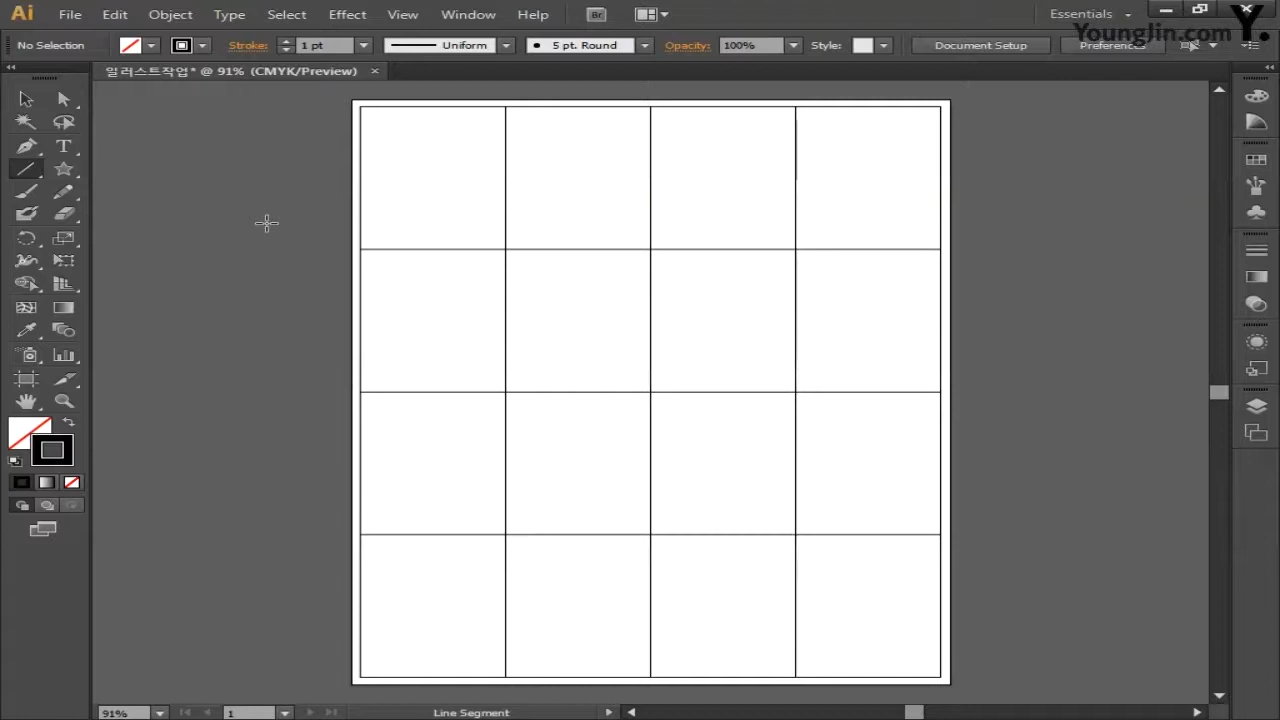 Ai File Edit Object Type Select Effect View Window Help Br Essentials
YoungJin.com Y.
No Selection Stroke: 1 pt Uniform 5 pt. Round Opacity: 100% Style: Document Setup Preferences
일러스트작업* @ 91% (CMYK/Preview) ×
T
91% 1 Line Segment